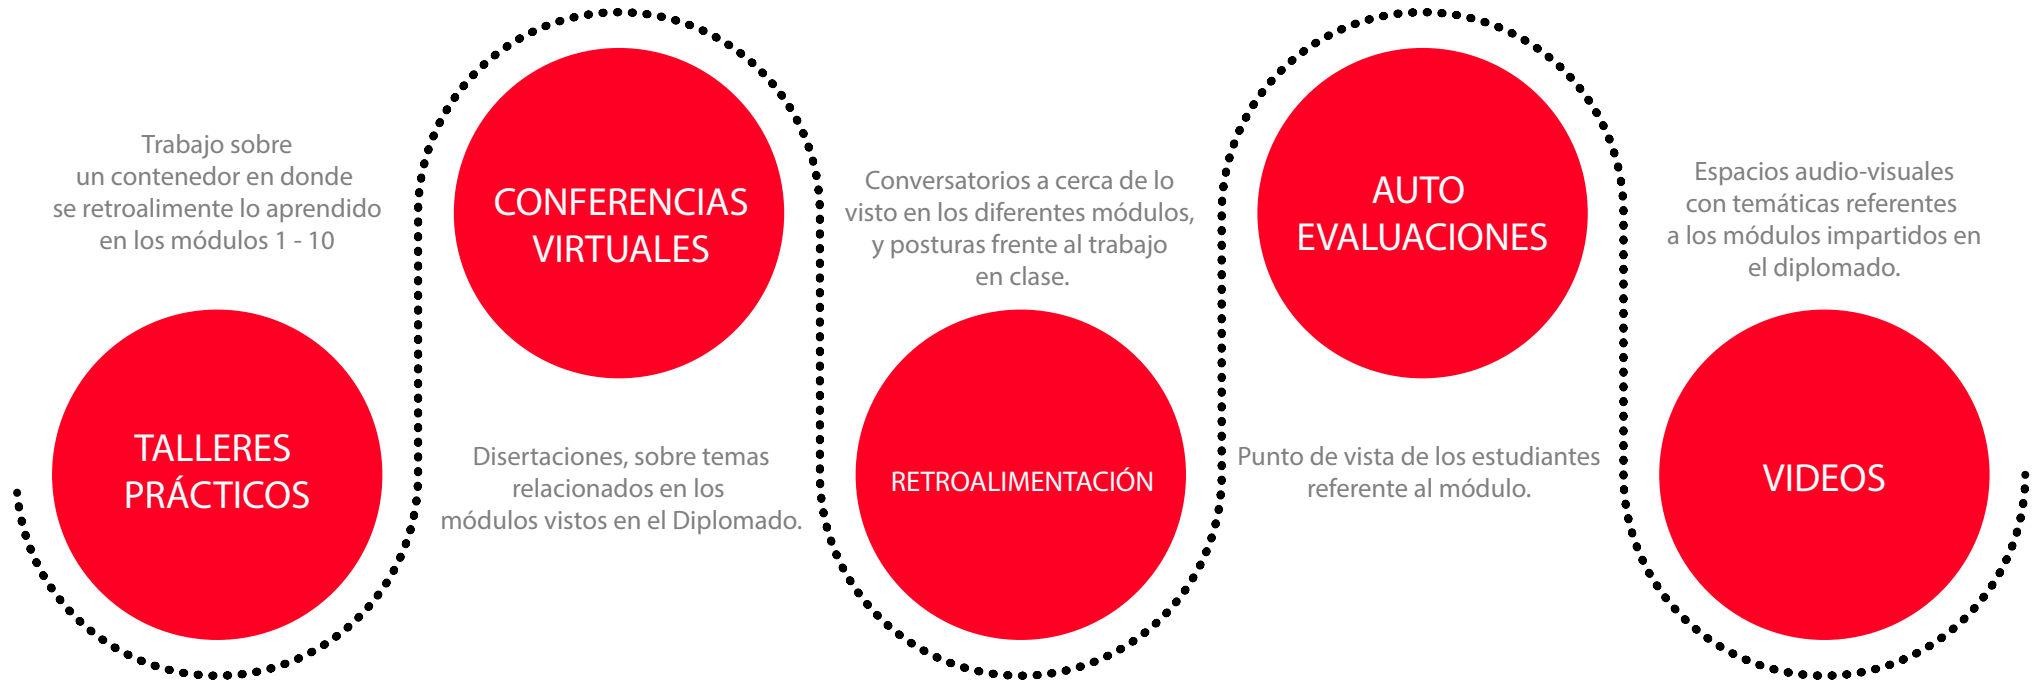 Trabajo sobre
un contenedor en donde
se retroalimente lo aprendido
en los módulos 1 - 10
TALLERES
PRÁCTICOS
CONFERENCIAS
VIRTUALES
Disertaciones, sobre temas
relacionados en los
módulos vistos en el Diplomado.
Conversatorios a cerca de lo
visto en los diferentes módulos,
y posturas frente al trabajo
en clase.
RETROALIMENTACIÓN
AUTO
EVALUACIONES
Punto de vista de los estudiantes
referente al módulo.
Espacios audio-visuales
con temáticas referentes
a los módulos impartidos en
el diplomado.
VIDEOS